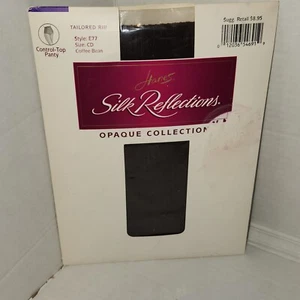 TAILORED RIB
Style: E77
Size: CD
Coffee Bean
Control-Top
Panty
Sugg. Retail $8.95
Hanes
Silk Reflections
OPAQUE COLLECTION